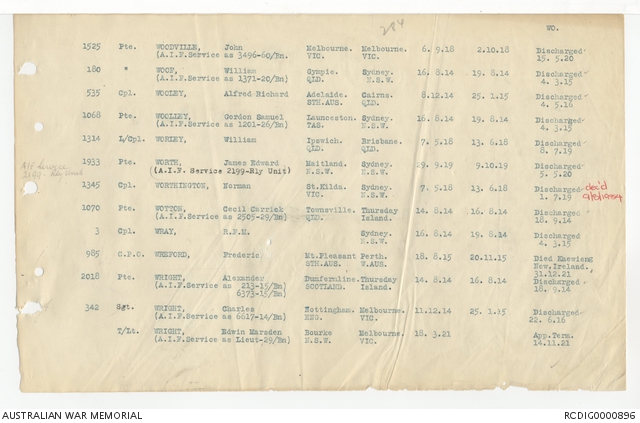 284
WO.
1525 Pte. WOODVILLE, John Melbourne. Melbourne. 6. 9.18 2.10.18 Discharged
(A.I.F.Service as 3496-60/Bn. VIC. VIC. 15. 5.20
180 " WOOF, William Gympie. Sydney. 16. 8.14 19. 8.14 Discharged
(A.I.F.Service as 1371-20/Bn) QLD. N.S.W. 4. 3.15
535 Cpl. WOOLEY, Alfred Richard Adelaide. Cairns. 8.12.14 25. 1.15 Discharged
STH.AUS. QLD. 4. 5.16
1068 Pte. WOOLLEY, Gordon Samuel Launceston. Sydney. 16. 8.14 19. 8.14 Discharged
(A.I.F.Service as 1201-26/Bn) TAS. N.S.W. 4. 3.15
1314 L/Cpl. WORLEY, William Ipswich. Brisbane. 7. 5.18 13. 6.18 Discharged
QLD. QLD. 8. 7.19
1933 Pte. WORTH, James Edward Maitland. Sydney. 29. 9.19 9.10.19 Discharged
AIF Service
2199 Rly Unit
(A.I.F. Service 2199-Rly Unit) N.S.W. N.S.W. 5. 5.20
1345 Cpl. WORTHINGTON, Norman St.Kilda. Sydney. 7. 5.18 13. 6.18 Discharged
VIC. N.S.W. 1. 7.19
dec'd
1070 Pte. WOTTON, Cecil Carrick Townsville. Thursday 14. 8.14 16. 8.14 Discharged
(A.I.F.Service as 2505-29/Bn) QLD. Island. 18. 9.14
3 Cpl. WRAY, R.F.M. Sydney. 16. 8.14 19. 8.14 Discharged
N.S.W. 4. 3.15
985 C.P.O. WREFORD, Frederic Mt.Pleasant Perth. 18. 8.15 20.11.15 Died Kaewieng
STH.AUS. W.AUS. New.Ireland.,
31.12.21
2018 Pte. WRIGHT, Alexander Dumfermline. Thursday 14. 8.14 16. 8.14 Discharged
(A.I.F.Service as 213-15/Bn) SCOTLAND. Island. 18. 9.14
6373-15/Bn)
342 Sgt. WRIGHT, Charles Nottingham. Melbourne. 11.12.14 25. 1.15 Discharged
(A.I.F.Service as 6617-14/Bn) ENG. VIC. 22. 6.16
T/Lt. WRIGHT, Edwin Marsden Bourke Melbourne. 18. 3.21 App.Term.
(A.I.F.Service as Lieut-29/Bn) N.S.W. VIC. 14.11.21
AUSTRALIAN WAR MEMORIAL
RCDIG0000896